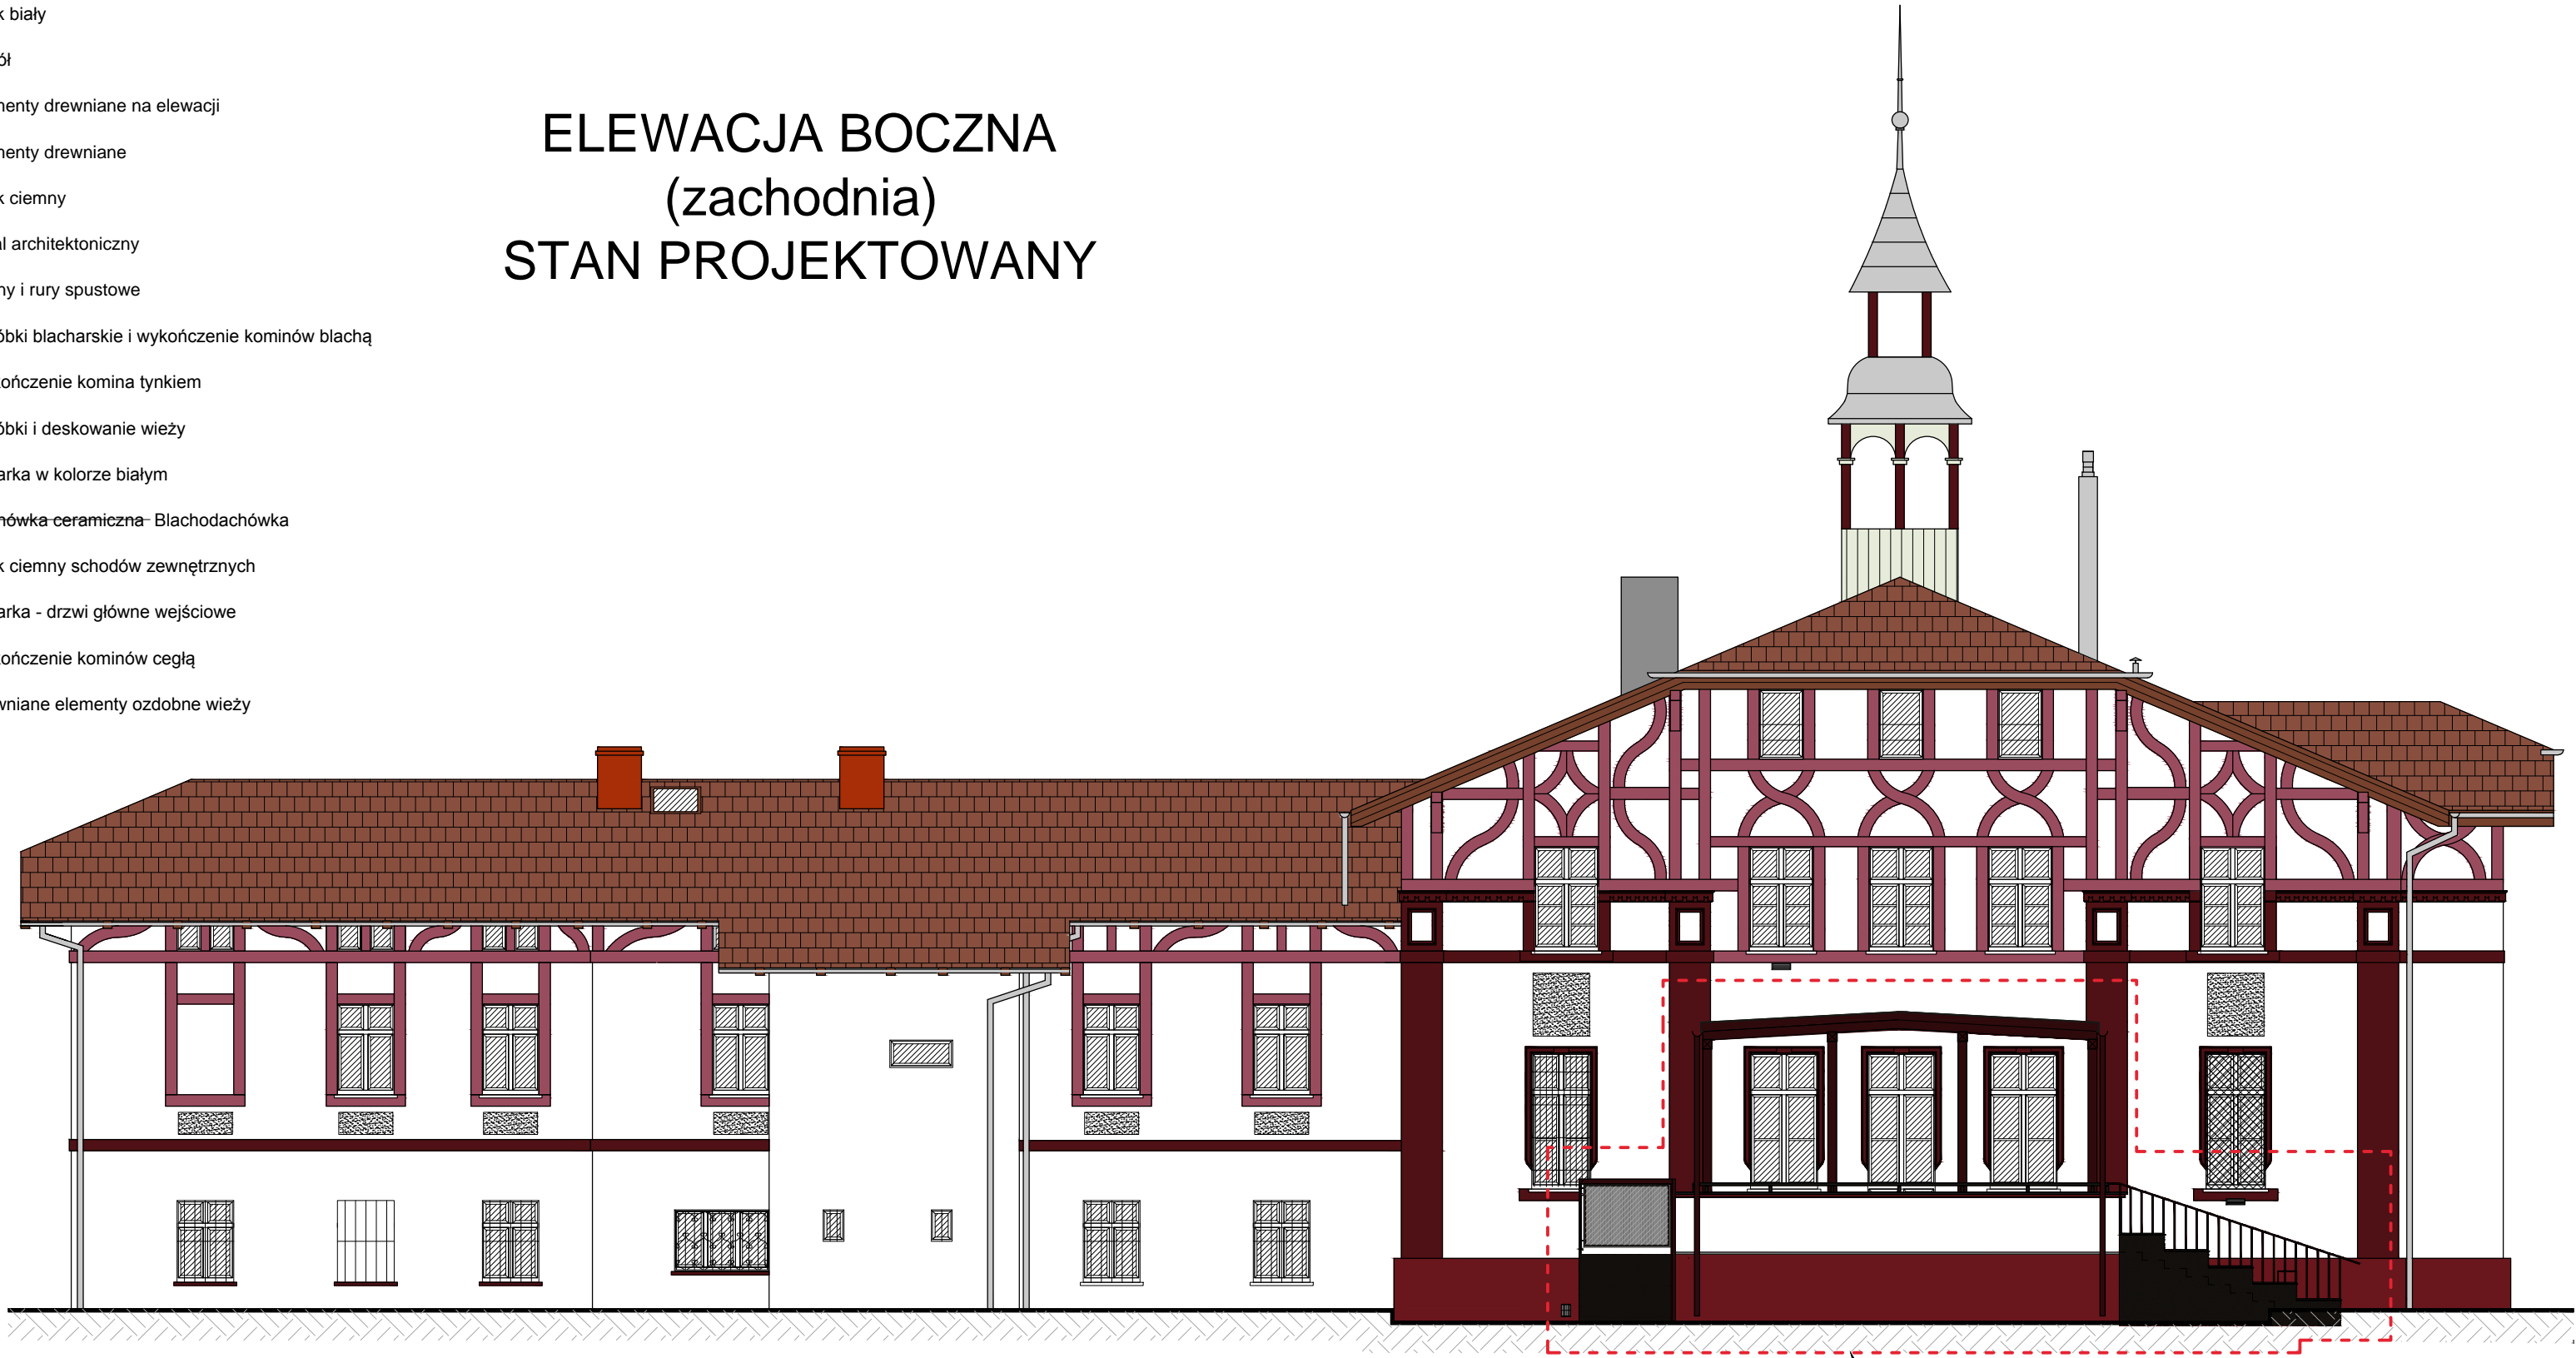 k biały
ół
nenty drewniane na elewacji
nenty drewniane
k ciemny
al architektoniczny
ny i rury spustowe
óbki blacharskie i wykończenie kominów blachą
ończenie komina tynkiem
óbki i deskowanie wieży
arka w kolorze białym
hówka ceramiczna Blachodachówka
k ciemny schodów zewnętrznych
arka - drzwi główne wejściowe
ończenie kominów cegłą
wniane elementy ozdobne wieży
ELEWACJA BOCZNA
(zachodnia)
STAN PROJEKTOWANY